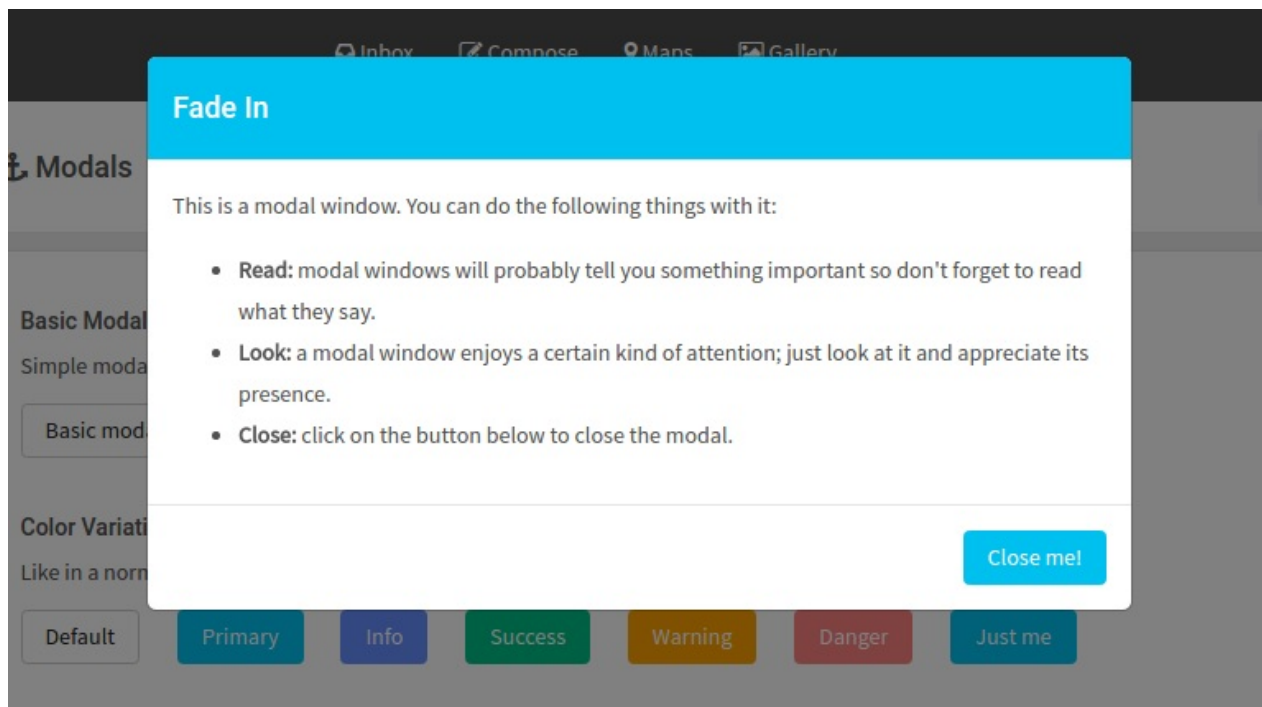 Inbox Compose Maps Gallery
Fade In
Modals
This is a modal window. You can do the following things with it:
Read: modal windows will probably tell you something important so don't forget to read
what they say.
Look: a modal window enjoys a certain kind of attention; just look at it and appreciate its
presence.
Close: click on the button below to close the modal.
Basic Modal
Simple moda
Basic mod
Color Variati
Like in a norn
Close me!
Default Primary Info Success Warning Danger Just me